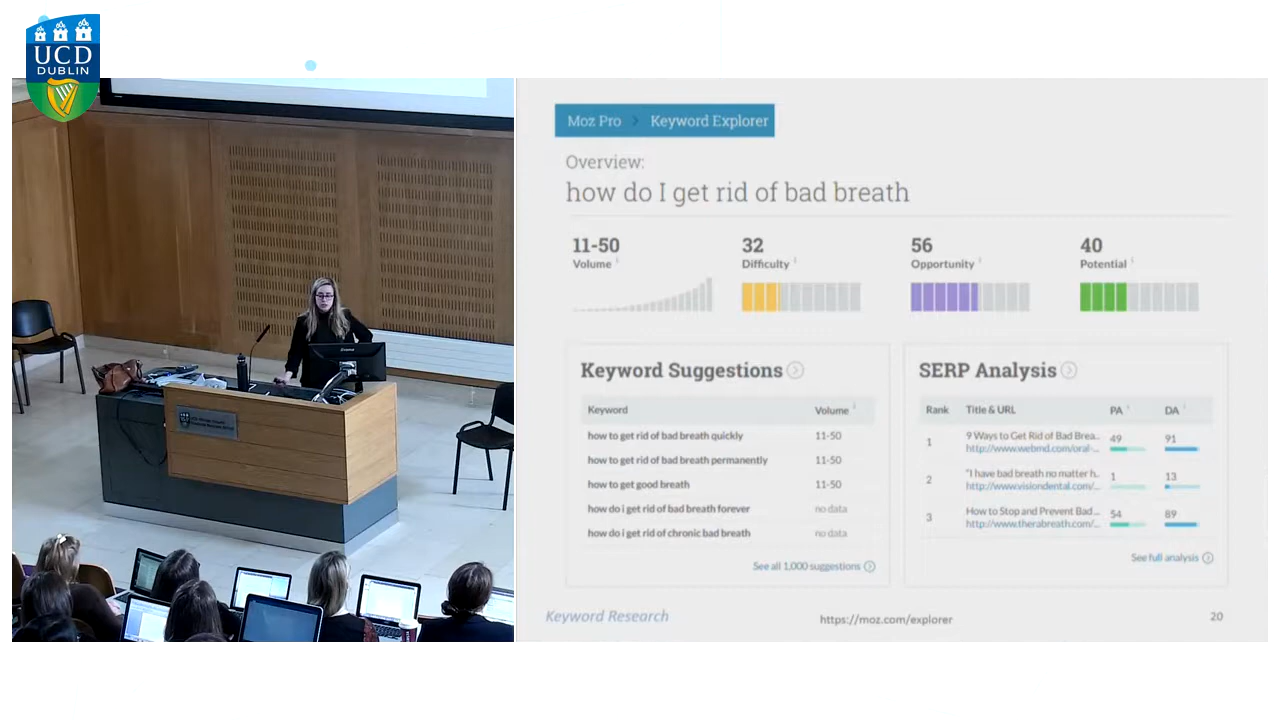 UCD
DUBLIN
Moz Pro > Keyword Explorer
Overview:
how do I get rid of bad breath
11-50
Volume
32
Difficulty
56
Opportunity
40
Potential
Keyword Suggestions
Keyword Volume
how to get rid of bad breath quickly 11-50
how to get rid of bad breath permanently 11-50
how to get good breath 11-50
how do i get rid of bad breath forever no data
how do i get rid of chronic bad breath no data
See all 1,000 suggestions
SERP Analysis
Rank Title & URL PA DA
1 9 Ways to Get Rid of Bad Brea... 49 91
http://www.webmd.com/oral-...
2 "I have bad breath no matter h... 1 13
http://www.visiondental.com/...
3 How to Stop and Prevent Bad ... 54 89
http://www.therabreath.com/...
See full analysis
Keyword Research
https://moz.com/explorer
20